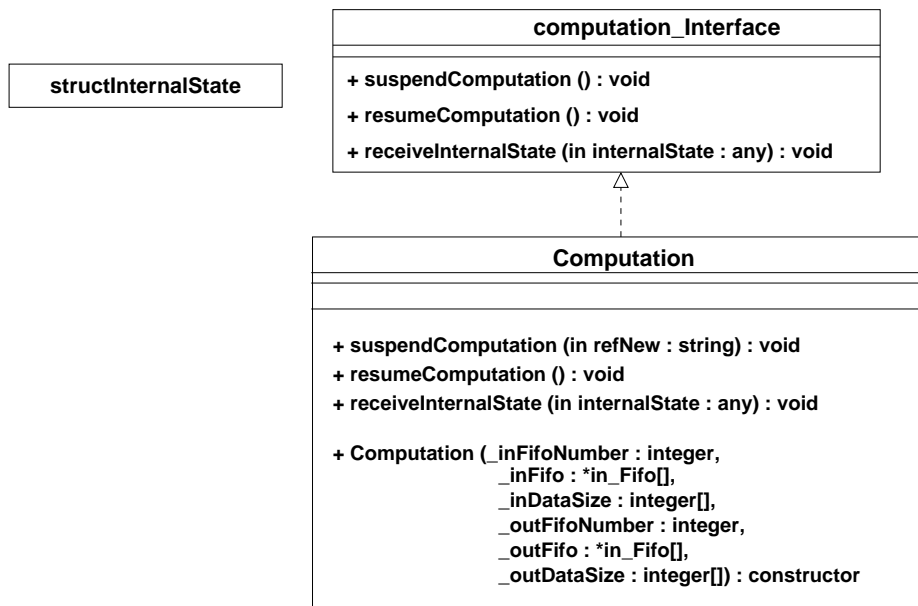 computation_Interface
structInternalState
+ suspendComputation () : void
+ resumeComputation () : void
+ receiveInternalState (in internalState : any) : void
Computation
+ suspendComputation (in refNew : string) : void
+ resumeComputation () : void
+ receiveInternalState (in internalState : any) : void
+ Computation (_inFifoNumber : integer,
_inFifo : *in_Fifo[],
_inDataSize : integer[],
_outFifoNumber : integer,
_outFifo : *in_Fifo[],
_outDataSize : integer[]) : constructor